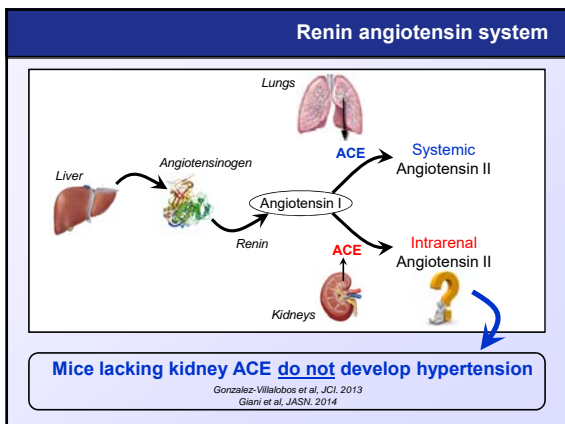 Renin angiotensin system
Lungs
ACE
Systemic
Angiotensin II
Angiotensinogen
Liver
Angiotensin I
Renin
ACE
Intrarenal
Angiotensin II
Kidneys
Mice lacking kidney ACE do not develop hypertension
Gonzalez-Villalobos et al, JCI. 2013
Giani et al, JASN. 2014